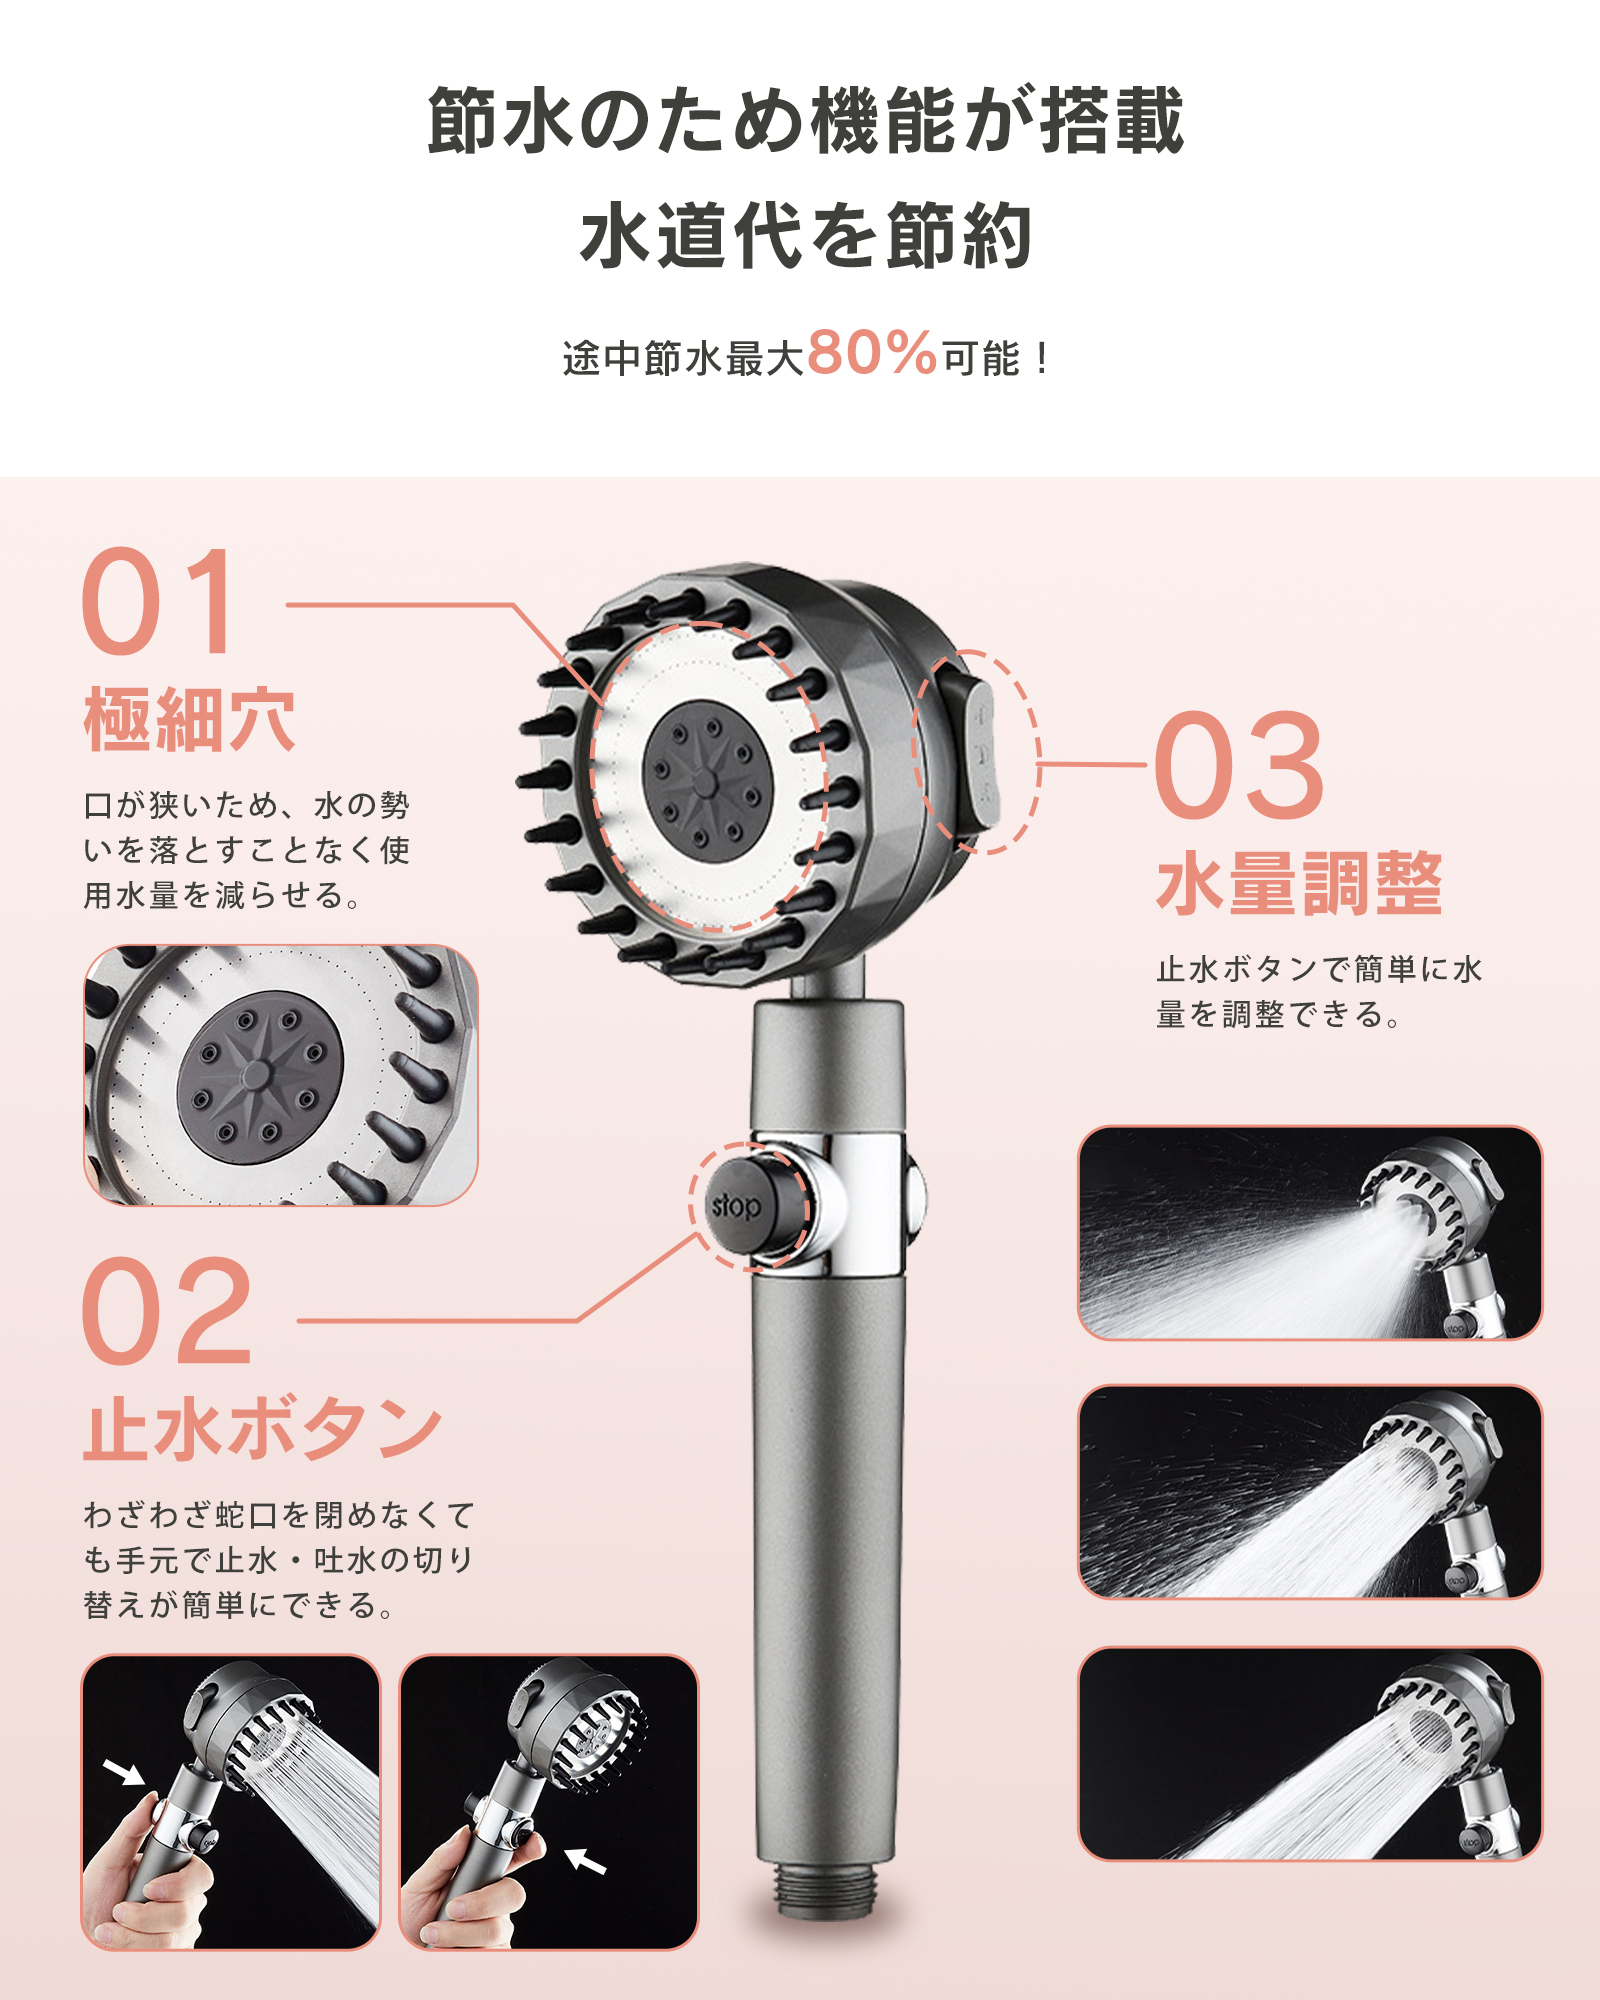 節水のため機能が搭載
水道代を節約
途中節水最大80%可能！
01
極細穴
口が狭いため、水の勢
いを落とすことなく使
用水量を減らせる。
02
止水ボタン
わざわざ蛇口を閉めなくて
も手元で止水・吐水の切り
替えが簡単にできる。
03
水量調整
止水ボタンで簡単に水
量を調整できる。
stop
stop
stop
stop